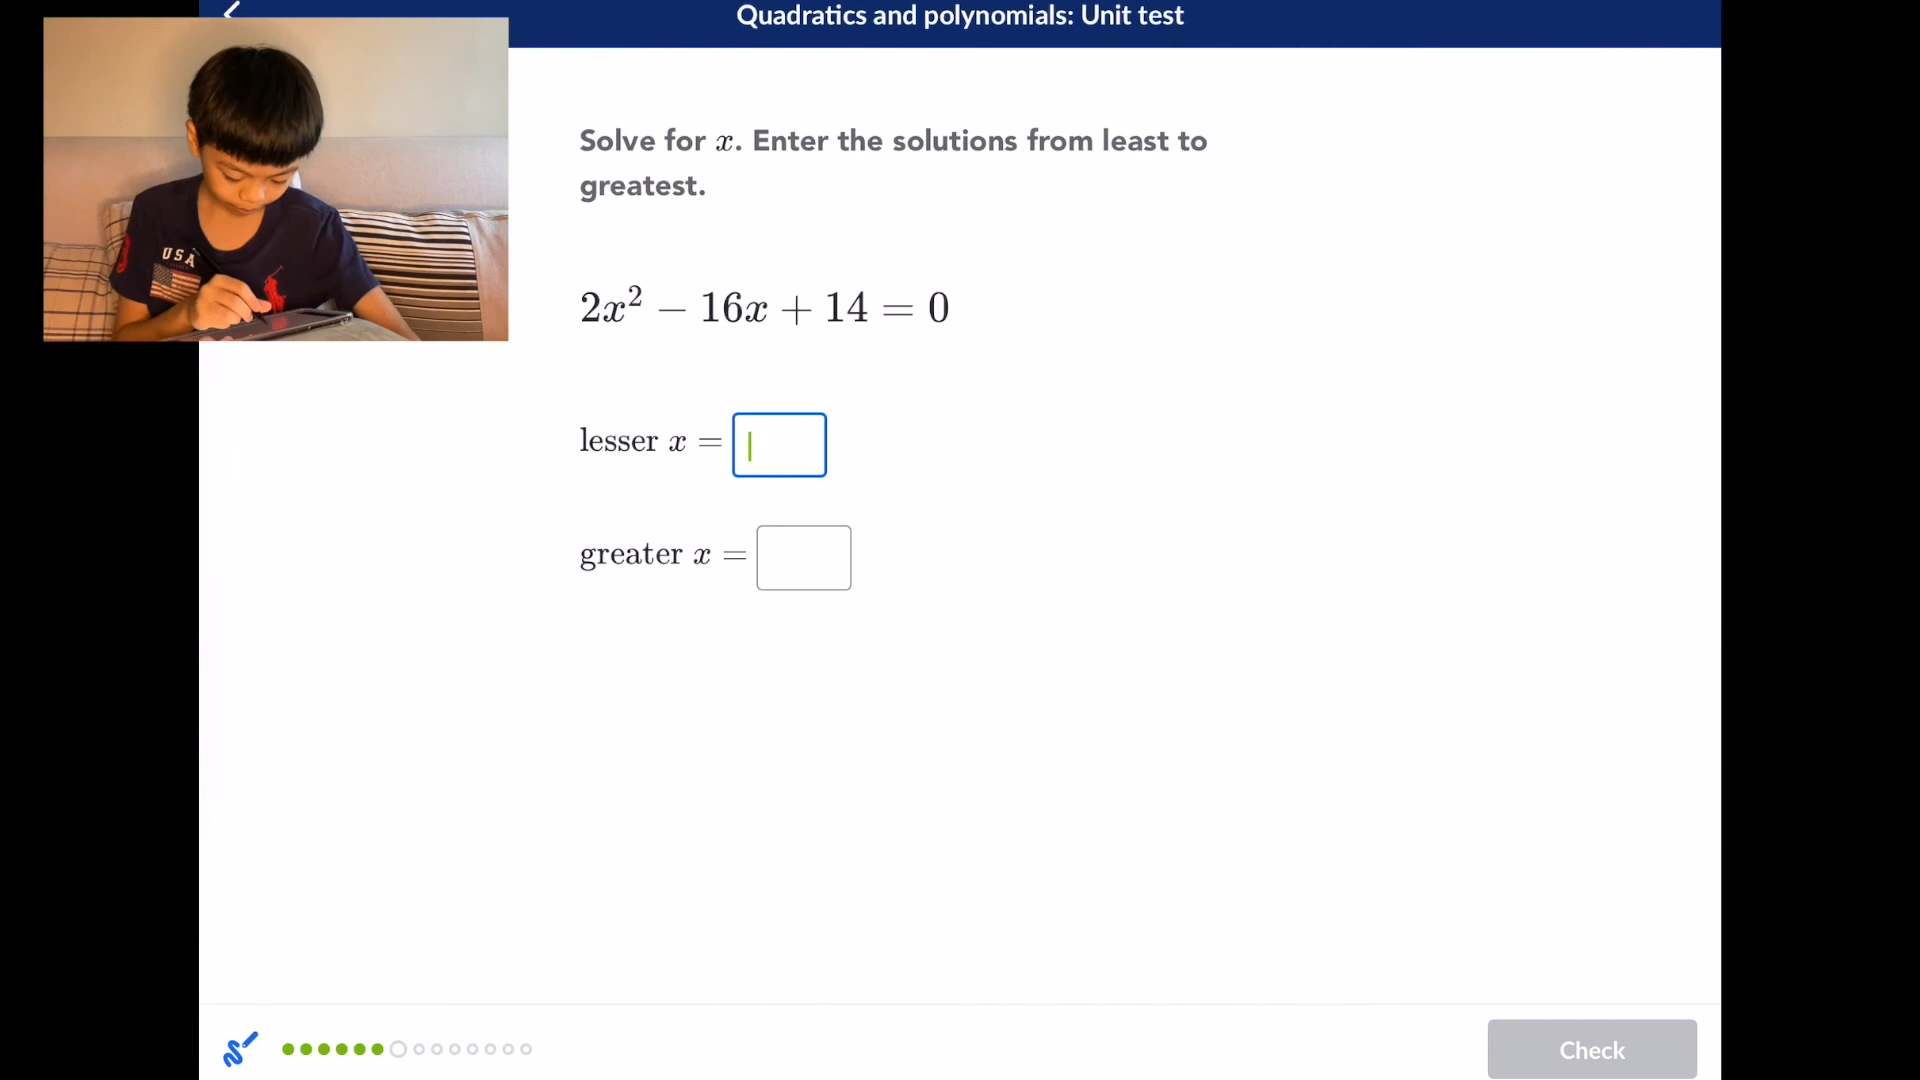 Quadratics and polynomials: Unit test
USA
Solve for x. Enter the solutions from least to
greatest.
2x² − 16x + 14 = 0
lesser x =
greater x =
Check